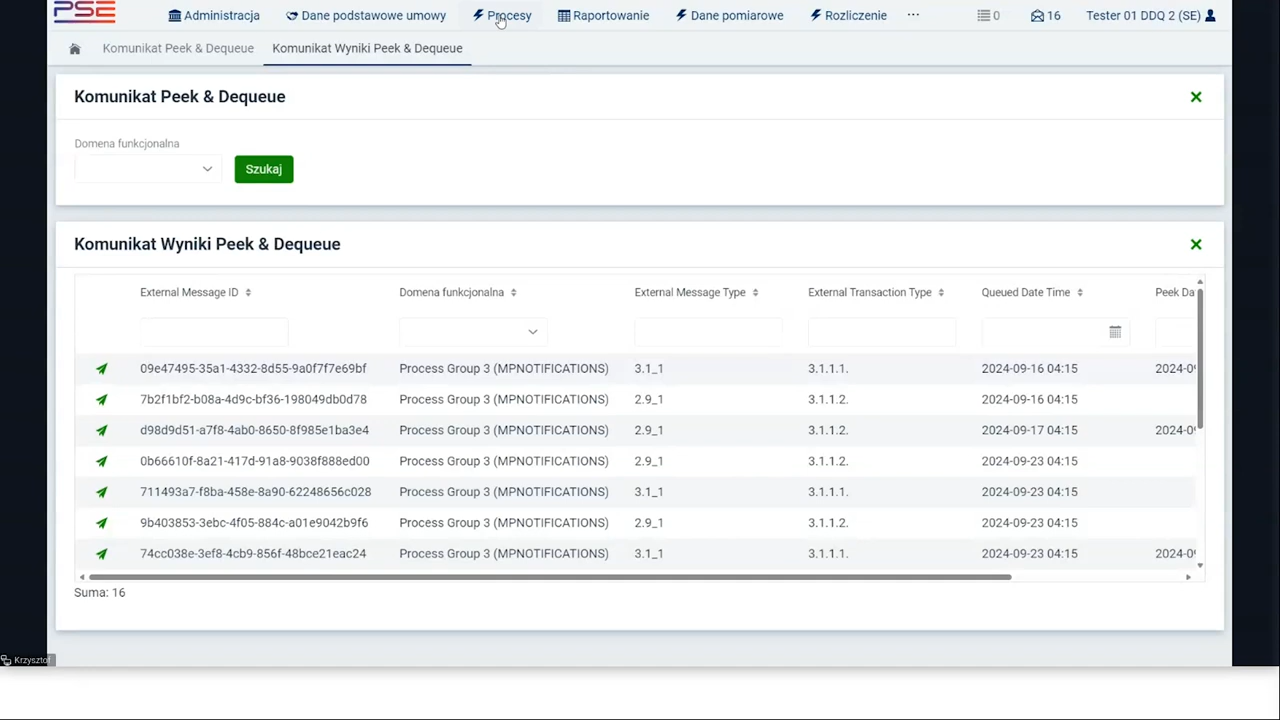 PSE Administracja Dane podstawowe umowy Raportowanie Dane pomiarowe Rozliczenie ... 0 16 Tester 01 DDQ 2 (SE)
Komunikat Peek & Dequeue Komunikat Wyniki Peek & Dequeue
Komunikat Peek & Dequeue
Domena funkcjonalna
Szukaj
Komunikat Wyniki Peek & Dequeue
External Message ID Domena funkcjonalna External Message Type External Transaction Type Queued Date Time Peek Da
09e47495-35a1-4332-8d55-9a0f7f7e69bf Process Group 3 (MPNOTIFICATIONS) 3.1_1 3.1.1.1. 2024-09-16 04:15 2024-0
7b2f1bf2-b08a-4d9c-bf36-198049db0d78 Process Group 3 (MPNOTIFICATIONS) 2.9_1 3.1.1.2. 2024-09-16 04:15
d98d9d51-a7f8-4ab0-8650-8f985e1ba3e4 Process Group 3 (MPNOTIFICATIONS) 2.9_1 3.1.1.2. 2024-09-17 04:15 2024-0
0b66610f-8a21-417d-91a8-9038f888ed00 Process Group 3 (MPNOTIFICATIONS) 2.9_1 3.1.1.2. 2024-09-23 04:15
711493a7-f8ba-458e-8a90-62248656c028 Process Group 3 (MPNOTIFICATIONS) 3.1_1 3.1.1.1. 2024-09-23 04:15
9b403853-3ebc-4f05-884c-a01e9042b9f6 Process Group 3 (MPNOTIFICATIONS) 2.9_1 3.1.1.2. 2024-09-23 04:15
74cc038e-3ef8-4cb9-856f-48bce21eac24 Process Group 3 (MPNOTIFICATIONS) 3.1_1 3.1.1.1. 2024-09-23 04:15 2024-0
Suma: 16
Krzysztof